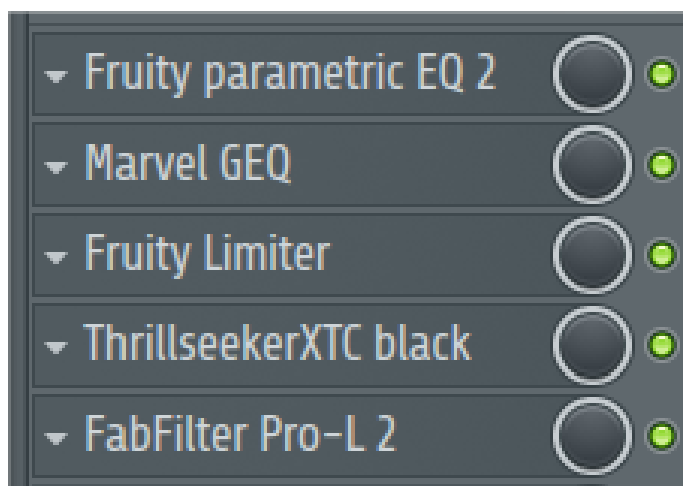 Fruity parametric EQ 2
Marvel GEQ
Fruity Limiter
ThrillseekerXTC black
FabFilter Pro-L 2